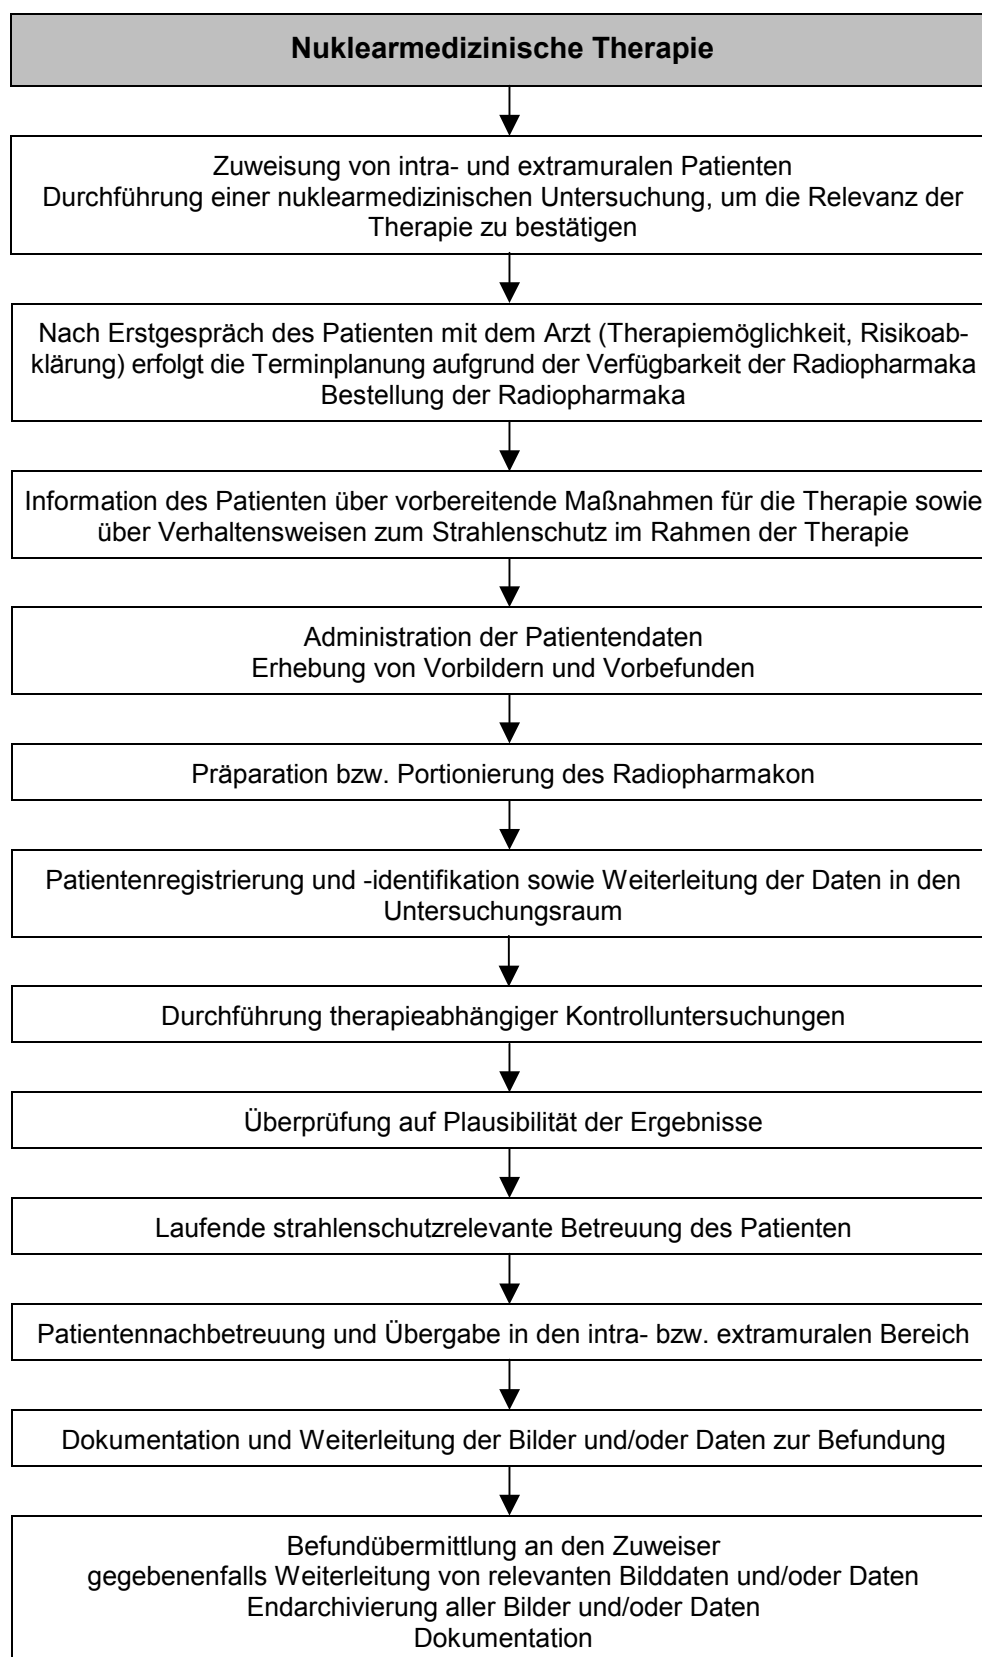 Nuklearmedizinische Therapie
Zuweisung von intra- und extramuralen Patienten
Durchführung einer nuklearmedizinischen Untersuchung, um die Relevanz der
Therapie zu bestätigen
Nach Erstgespräch des Patienten mit dem Arzt (Therapiemöglichkeit, Risikoab-
klärung) erfolgt die Terminplanung aufgrund der Verfügbarkeit der Radiopharmaka
Bestellung der Radiopharmaka
Information des Patienten über vorbereitende Maßnahmen für die Therapie sowie
über Verhaltensweisen zum Strahlenschutz im Rahmen der Therapie
Administration der Patientendaten
Erhebung von Vorbildern und Vorbefunden
Präparation bzw. Portionierung des Radiopharmakon
Patientenregistrierung und -identifikation sowie Weiterleitung der Daten in den
Untersuchungsraum
Durchführung therapieabhängiger Kontrolluntersuchungen
Überprüfung auf Plausibilität der Ergebnisse
Laufende strahlenschutzrelevante Betreuung des Patienten
Patientennachbetreuung und Übergabe in den intra- bzw. extramuralen Bereich
Dokumentation und Weiterleitung der Bilder und/oder Daten zur Befundung
Befundübermittlung an den Zuweiser
gegebenenfalls Weiterleitung von relevanten Bilddaten und/oder Daten
Endarchivierung aller Bilder und/oder Daten
Dokumentation